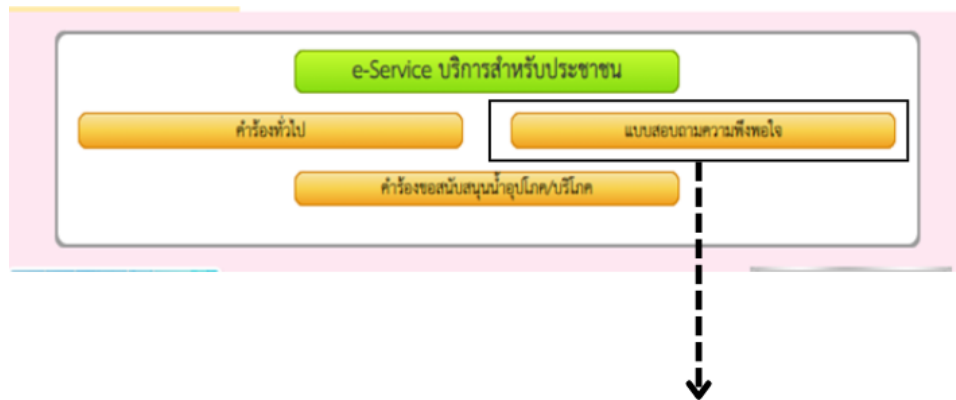 e-Service บริการสำหรับประชาชน
คำร้องทั่วไป
แบบสอบถามความพึงพอใจ
คำร้องขอสนับสนุนน้ำอุปโภค/บริโภค